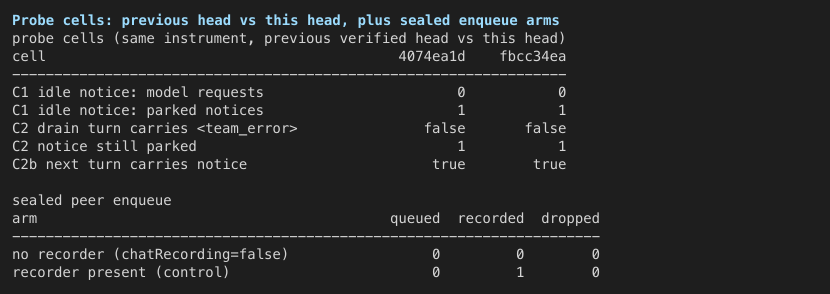 Probe cells: previous head vs this head, plus sealed enqueue arms
probe cells (same instrument, previous verified head vs this head)
cell 4074ea1d fbcc34ea
--------------------------------------------------------------------
C1 idle notice: model requests 0 0
C1 idle notice: parked notices 1 1
C2 drain turn carries <team_error> false false
C2 notice still parked 1 1
C2b next turn carries notice true true
sealed peer enqueue
arm queued recorded dropped
------------------------------------------------------------------------
no recorder (chatRecording=false) 0 0 0
recorder present (control) 0 1 0